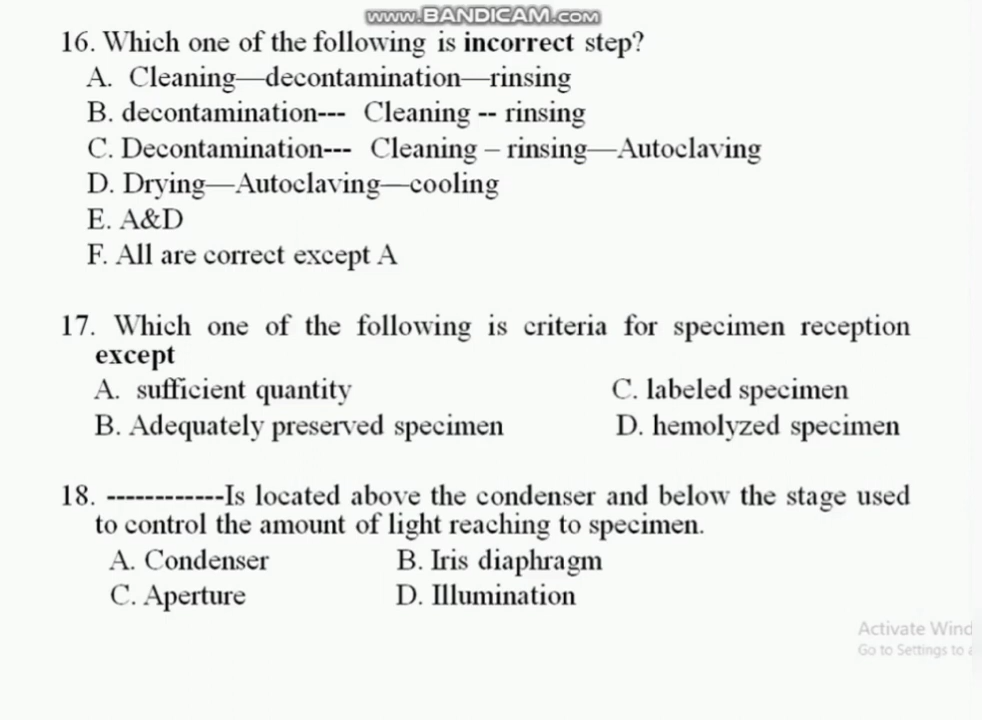 www.BANDICAM.COM
16. Which one of the following is incorrect step?
A. Cleaning—decontamination—rinsing
B. decontamination--- Cleaning -- rinsing
C. Decontamination--- Cleaning – rinsing—Autoclaving
D. Drying—Autoclaving—cooling
E. A&D
F. All are correct except A
17. Which one of the following is criteria for specimen reception
except
A. sufficient quantity C. labeled specimen
B. Adequately preserved specimen D. hemolyzed specimen
18. ------------Is located above the condenser and below the stage used
to control the amount of light reaching to specimen.
A. Condenser B. Iris diaphragm
C. Aperture D. Illumination
Activate Wind
Go to Settings to a